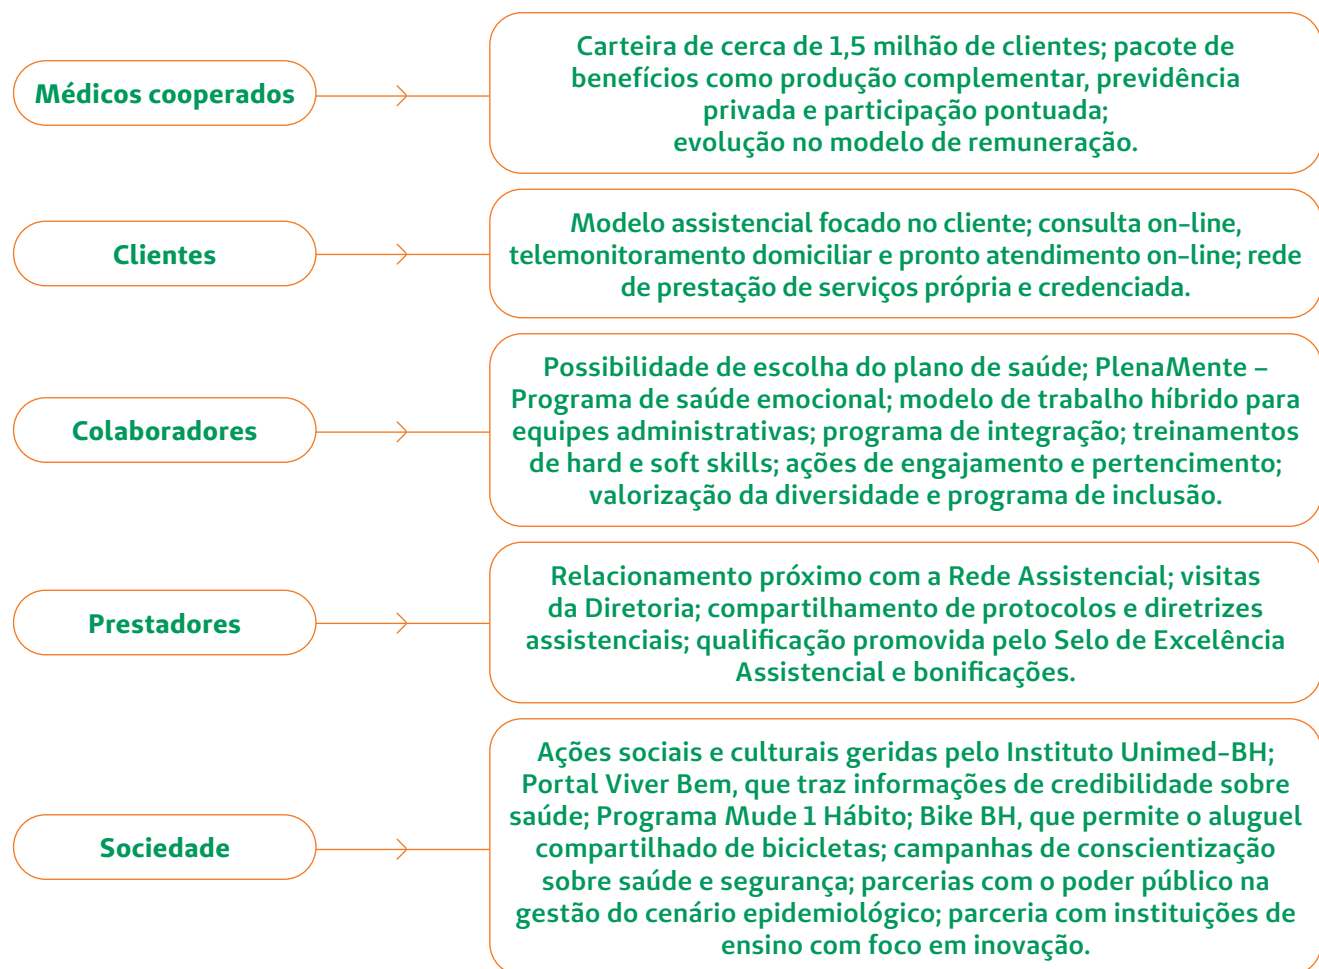 Médicos cooperados
Carteira de cerca de 1,5 milhão de clientes; pacote de
benefícios como produção complementar, previdência
privada e participação pontuada;
evolução no modelo de remuneração.
Clientes
Modelo assistencial focado no cliente; consulta on-line,
telemonitoramento domiciliar e pronto atendimento on-line; rede
de prestação de serviços própria e credenciada.
Colaboradores
Possibilidade de escolha do plano de saúde; PlenaMente –
Programa de saúde emocional; modelo de trabalho híbrido para
equipes administrativas; programa de integração; treinamentos
de hard e soft skills; ações de engajamento e pertencimento;
valorização da diversidade e programa de inclusão.
Prestadores
Relacionamento próximo com a Rede Assistencial; visitas
da Diretoria; compartilhamento de protocolos e diretrizes
assistenciais; qualificação promovida pelo Selo de Excelência
Assistencial e bonificações.
Sociedade
Ações sociais e culturais geridas pelo Instituto Unimed-BH;
Portal Viver Bem, que traz informações de credibilidade sobre
saúde; Programa Mude 1 Hábito; Bike BH, que permite o aluguel
compartilhado de bicicletas; campanhas de conscientização
sobre saúde e segurança; parcerias com o poder público na
gestão do cenário epidemiológico; parceria com instituições de
ensino com foco em inovação.